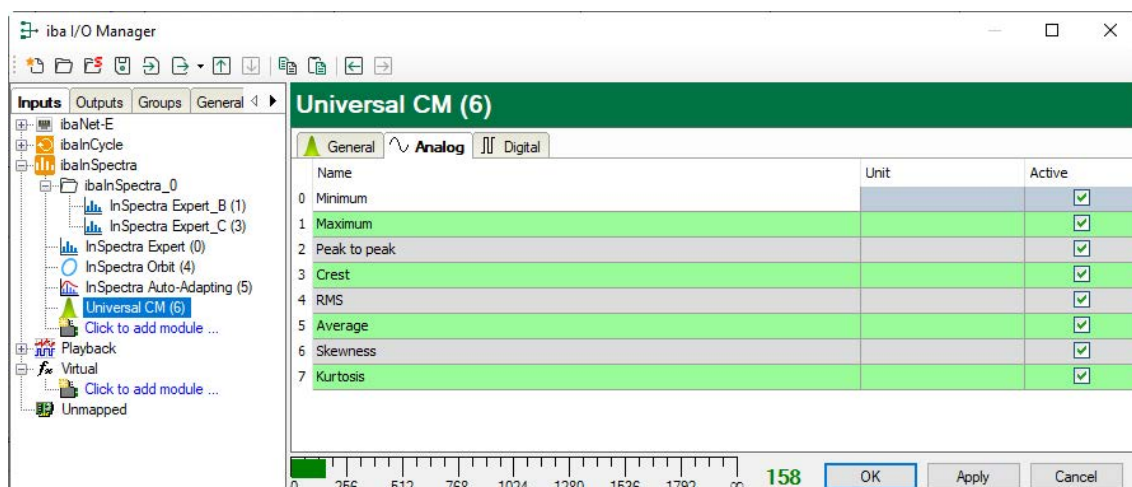 iba I/O Manager
Inputs Outputs Groups General
ibaNet-E
ibaInCycle
ibaInSpectra
ibaInSpectra_0
InSpectra Expert_B (1)
InSpectra Expert_C (3)
InSpectra Expert (0)
InSpectra Orbit (4)
InSpectra Auto-Adapting (5)
Universal CM (6)
Click to add module ...
Playback
fx Virtual
Click to add module ...
Unmapped
Universal CM (6)
General Analog Digital
Name Unit Active
0 Minimum
1 Maximum
2 Peak to peak
3 Crest
4 RMS
5 Average
6 Skewness
7 Kurtosis
0 256 512 768 1024 1280 1536 1792 ∞
158
OK Apply Cancel